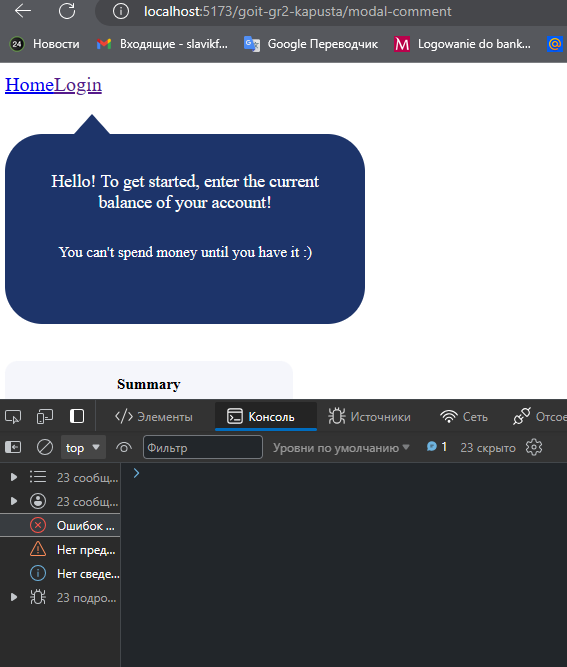 localhost:5173/goit-gr2-kapusta/modal-comment
24 Новости Входящие - slavikf... Google Переводчик M Logowanie do bank... @
HomeLogin
Hello! To get started, enter the current
balance of your account!
You can't spend money until you have it :)
Summary
Элементы Консоль Источники Сеть Отсое
top Фильтр Уровни по умолчанию 1 23 скрыто
23 сообщ...
23 сообщ...
Ошибок ...
Нет пред...
Нет сведе...
23 подро...